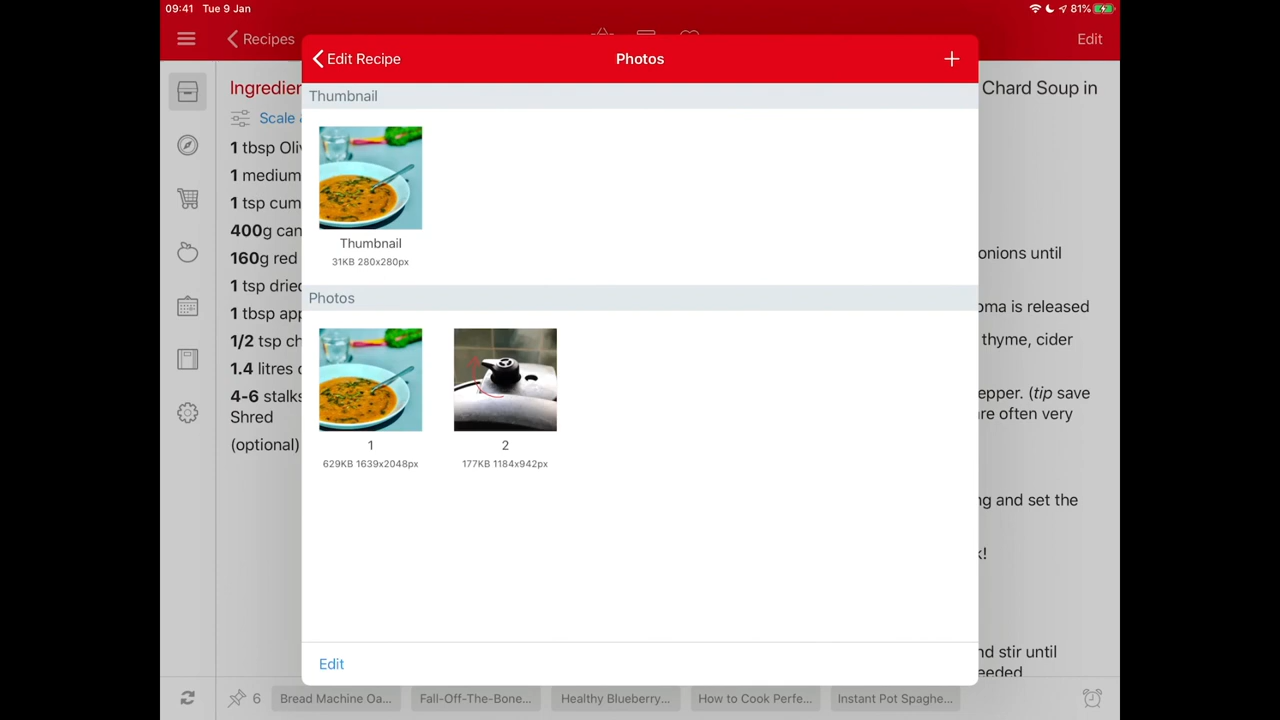 09:41 Tue 9 Jan
81%
Recipes
Edit
Edit Recipe
Photos
Thumbnail
Thumbnail
31KB 280x280px
Photos
1
629KB 1639x2048px
2
177KB 1184x942px
Edit
Ingredier
Scale
1 tbsp Oli
1 medium
1 tsp cum
400g can
160g red
1 tsp dried
1 tbsp app
1/2 tsp ch
1.4 litres
4-6 stalks
Shred
(optional)
Chard Soup in
onions until
oma is released
thyme, cider
epper. (tip save
are often very
ng and set the
k!
nd stir until
needed
6
Bread Machine Oa...
Fall-Off-The-Bone...
Healthy Blueberry...
How to Cook Perfe...
Instant Pot Spaghe...